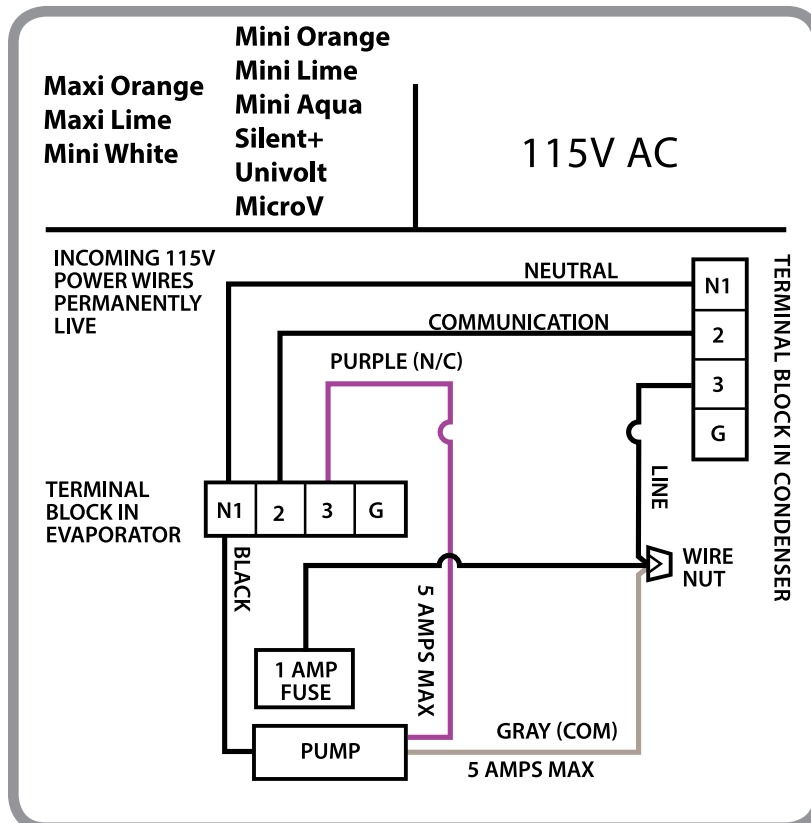 Maxi Orange
Maxi Lime
Mini White
Mini Orange
Mini Lime
Mini Aqua
Silent+
Univolt
MicroV
115V AC
INCOMING 115V
POWER WIRES
PERMANENTLY
LIVE
NEUTRAL
COMMUNICATION
PURPLE (N/C)
N1
2
3
G
TERMINAL BLOCK IN CONDENSER
TERMINAL
BLOCK IN
EVAPORATOR
N1 2 3 G
LINE
BLACK
WIRE
NUT
5 AMPS MAX
1 AMP
FUSE
PUMP
GRAY (COM)
5 AMPS MAX